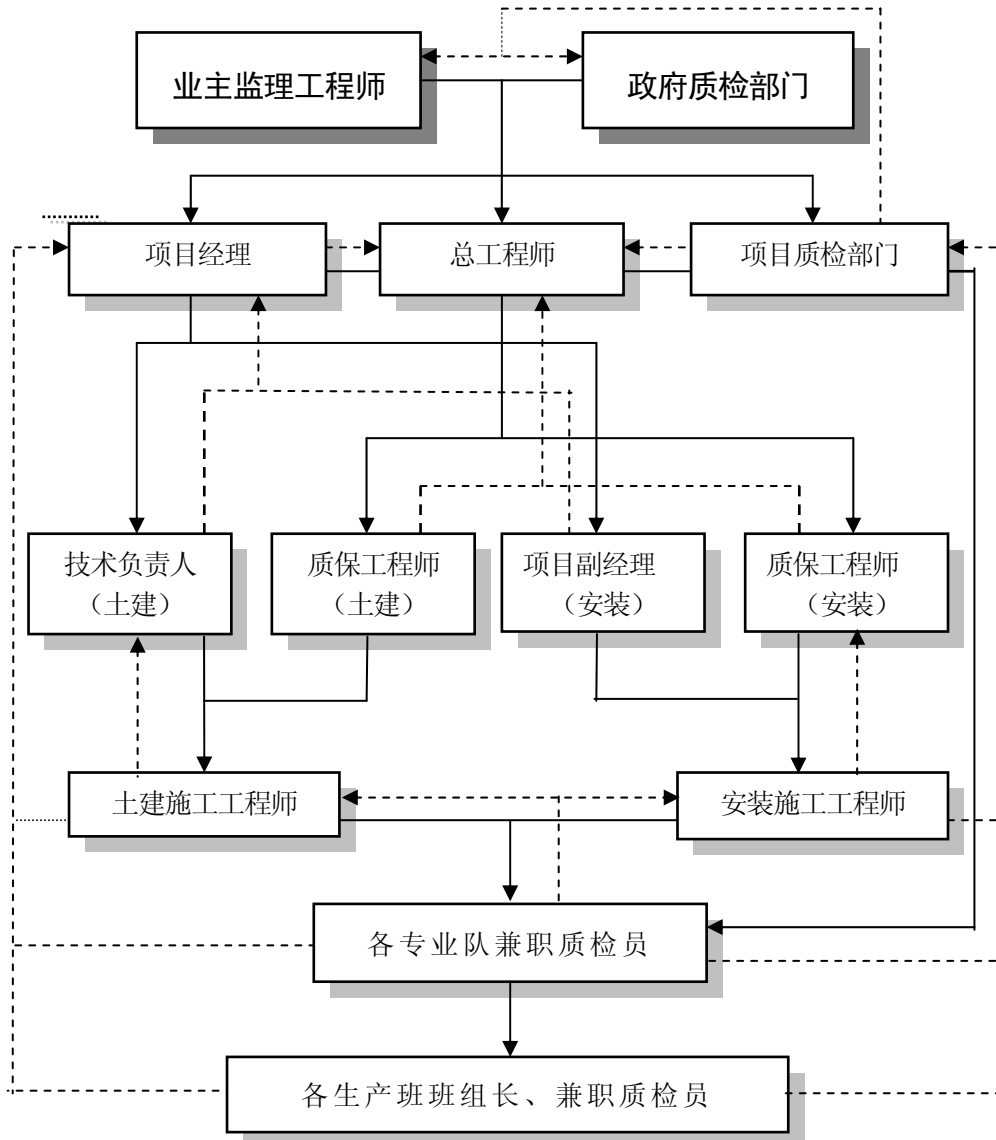 业主监理工程师
政府质检部门
项目经理
总工程师
项目质检部门
技术负责人
（土建）
质保工程师
（土建）
项目副经理
（安装）
质保工程师
（安装）
土建施工工程师
安装施工工程师
各专业队兼职质检员
各生产班班组长、兼职质检员